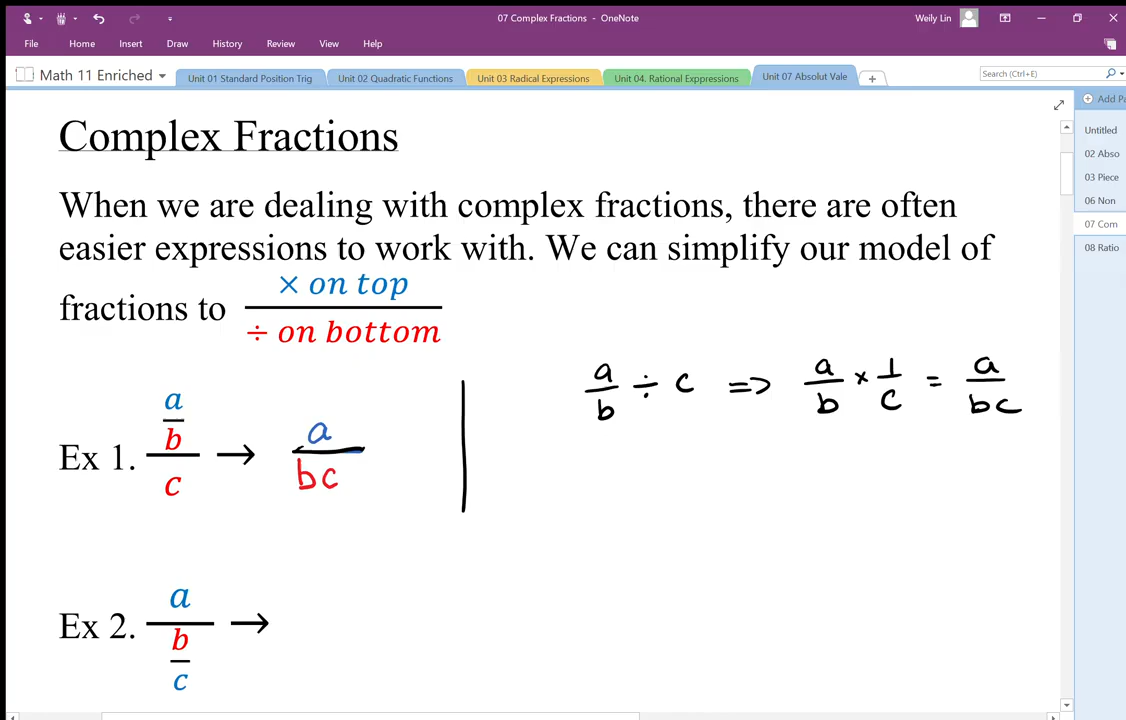 07 Complex Fractions - OneNote
Weily Lin
File Home Insert Draw History Review View Help
Math 11 Enriched
Unit 01 Standard Position Trig
Unit 02 Quadratic Functions
Unit 03 Radical Expressions
Unit 04. Rational Exppressions
Unit 07 Absolut Vale
Search (Ctrl+E)
Add Pa
Untitled
02 Abso
03 Piece
06 Non
07 Com
08 Ratio
Complex Fractions
When we are dealing with complex fractions, there are often
easier expressions to work with. We can simplify our model of
fractions to
× on top
÷ on bottom
Ex 1. (a/b)/c → a/bc
a/b ÷ c ⇒ a/b × 1/c = a/bc
Ex 2. a/(b/c) →